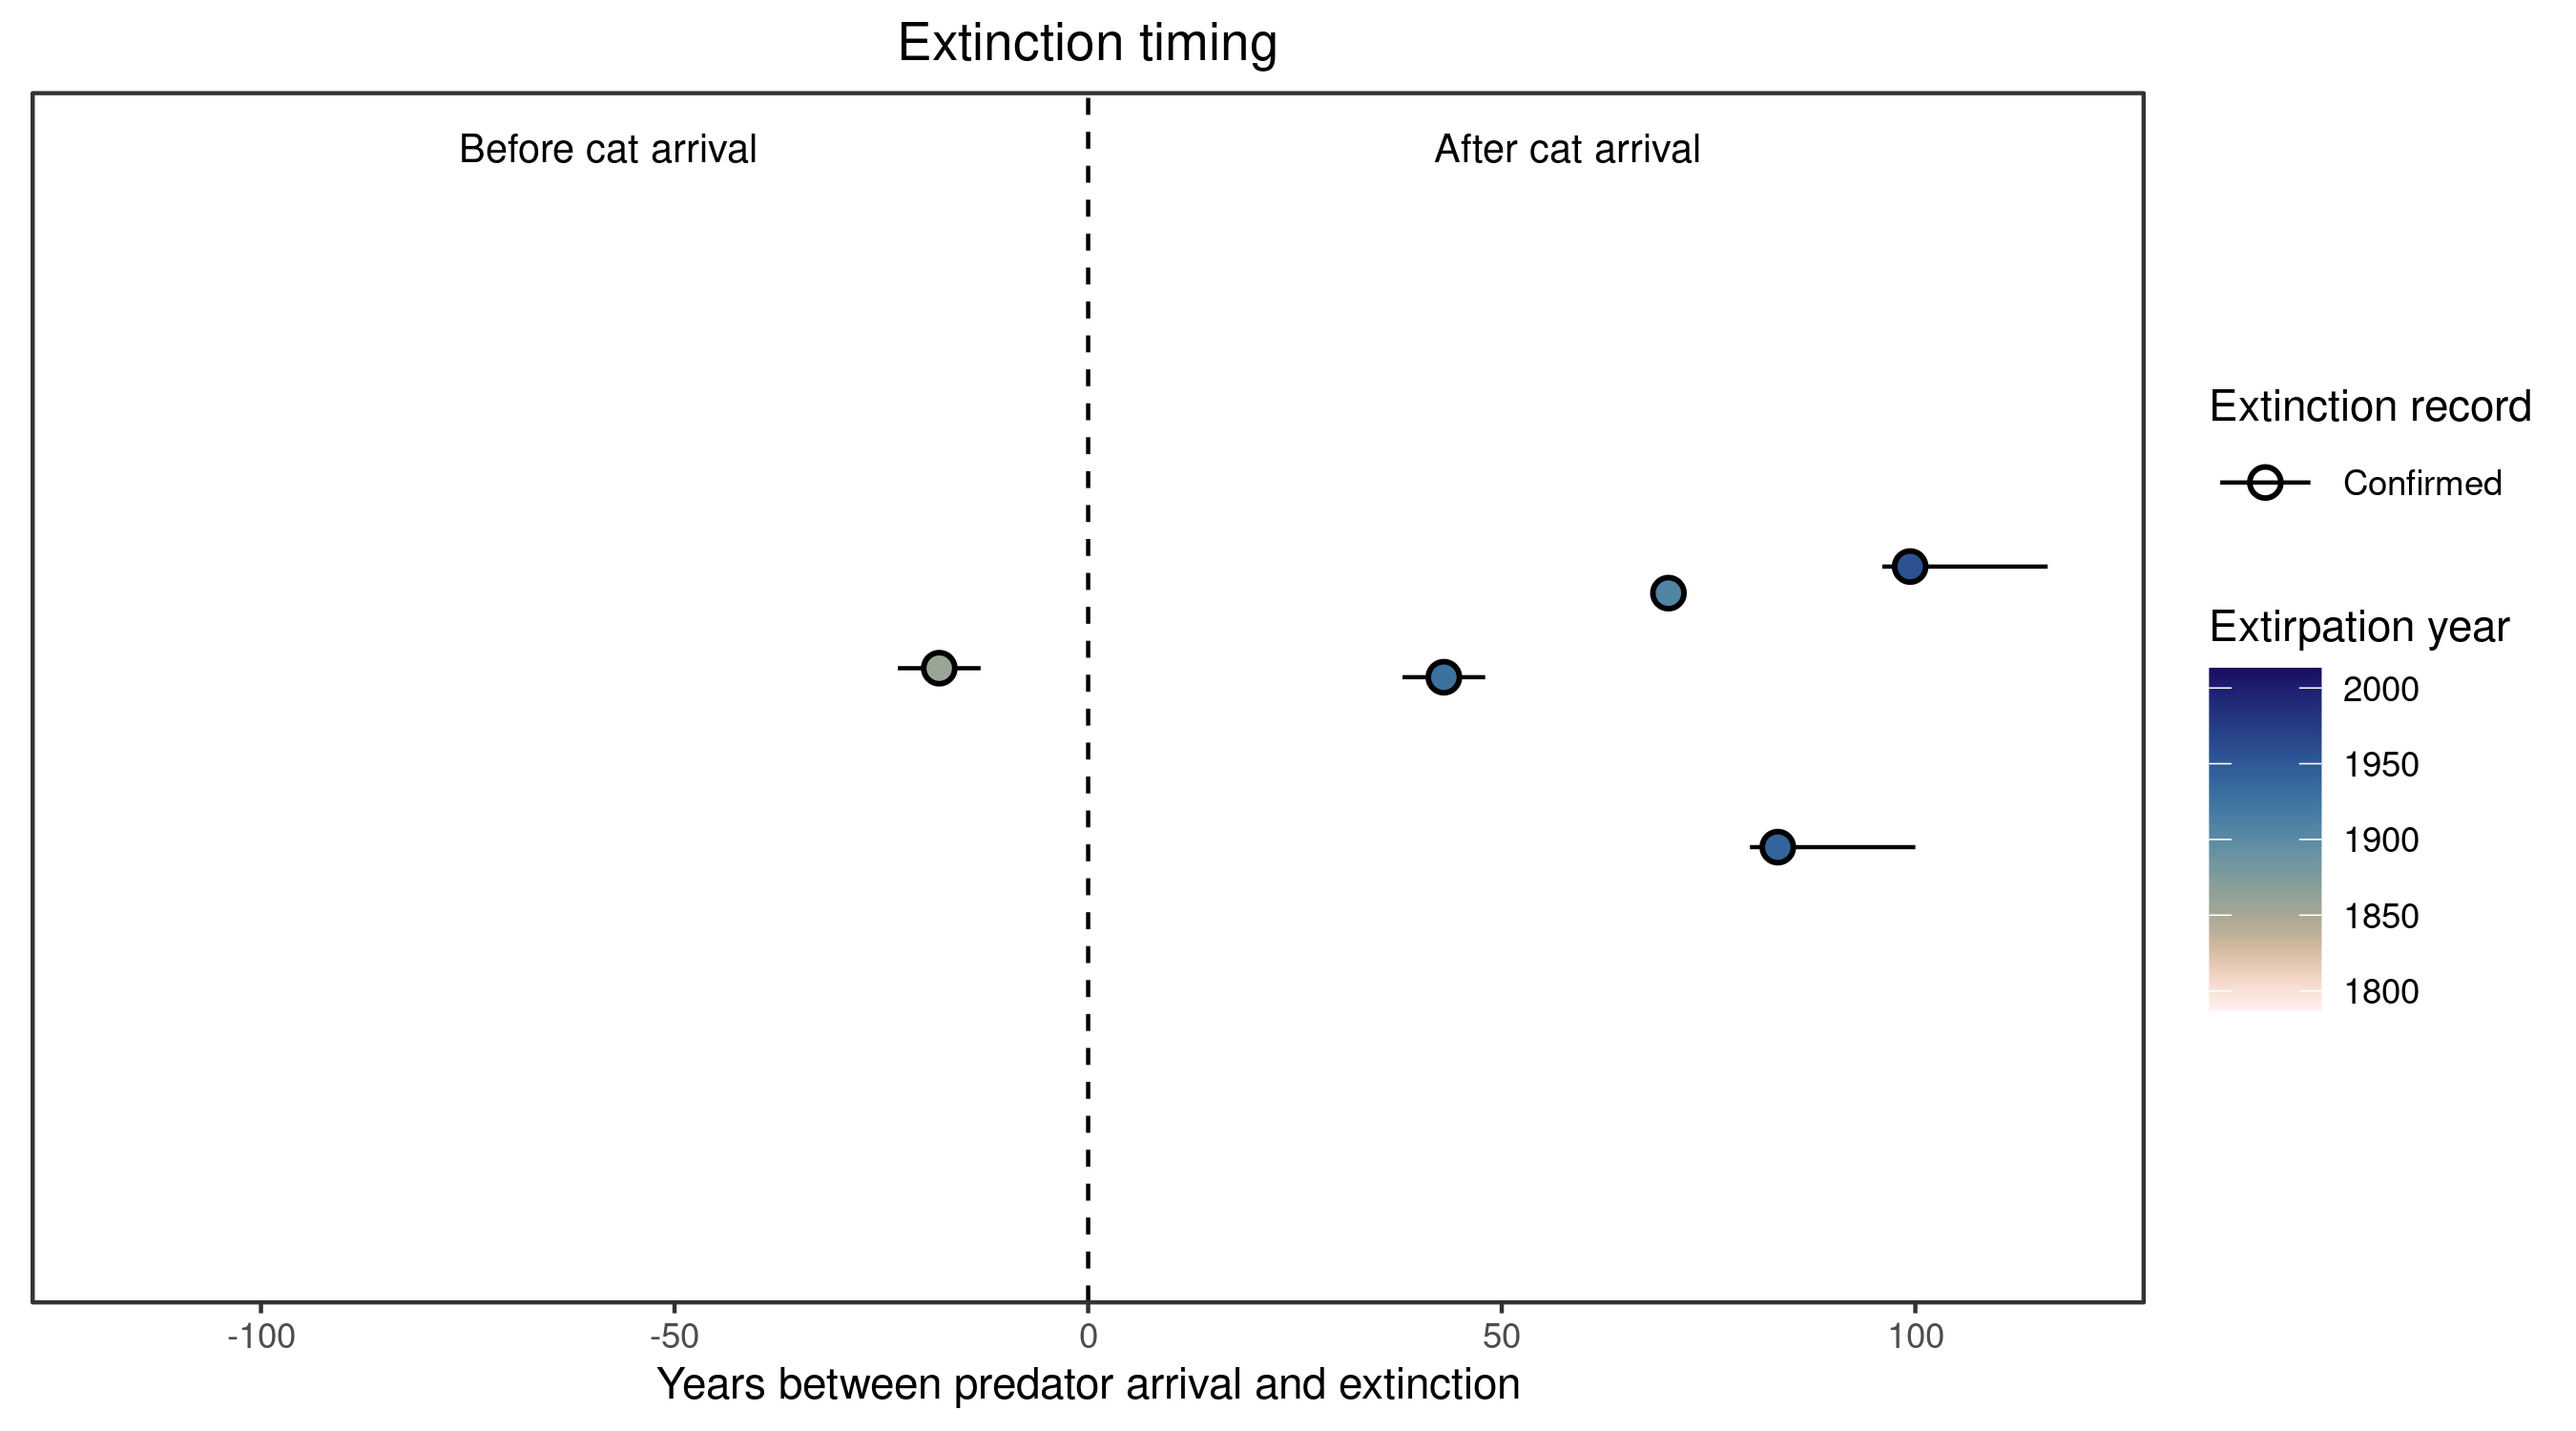 Extinction timing
Before cat arrival
After cat arrival
Extinction record
Confirmed
Extirpation year
2000
1950
1900
1850
1800
-100
-50
0
50
100
Years between predator arrival and extinction